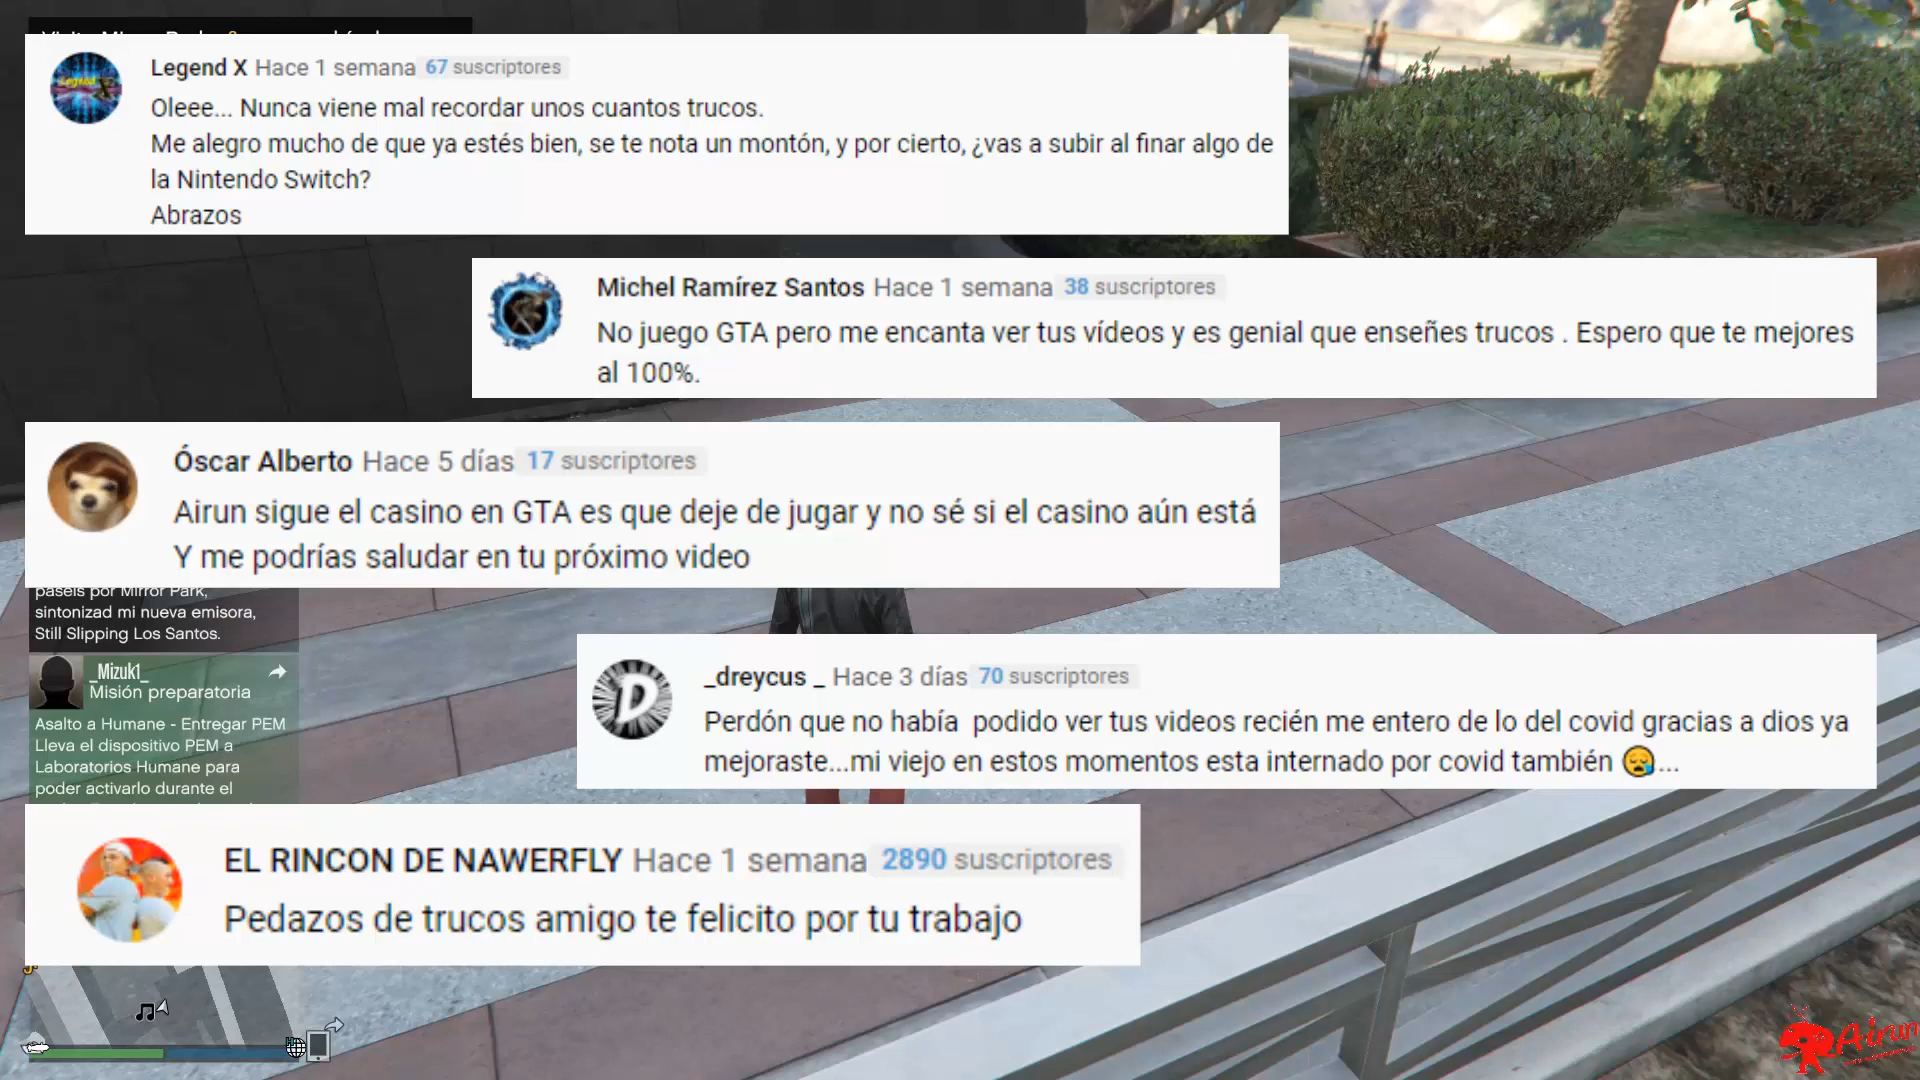 Legend X Hace 1 semana 67 suscriptores
Oleee... Nunca viene mal recordar unos cuantos trucos.
Me alegro mucho de que ya estés bien, se te nota un montón, y por cierto, ¿vas a subir al finar algo de
la Nintendo Switch?
Abrazos
Michel Ramírez Santos Hace 1 semana 38 suscriptores
No juego GTA pero me encanta ver tus vídeos y es genial que enseñes trucos . Espero que te mejores
al 100%.
Óscar Alberto Hace 5 días 17 suscriptores
Airun sigue el casino en GTA es que deje de jugar y no sé si el casino aún está
Y me podrías saludar en tu próximo video
paséis por Mirror Park,
sintonizad mi nueva emisora,
Still Slipping Los Santos.
_Mizuk1_
Misión preparatoria
Asalto a Humane - Entregar PEM
Lleva el dispositivo PEM a
Laboratorios Humane para
poder activarlo durante el
_dreycus _ Hace 3 días 70 suscriptores
Perdón que no había podido ver tus videos recién me entero de lo del covid gracias a dios ya
mejoraste...mi viejo en estos momentos esta internado por covid también 😪...
EL RINCON DE NAWERFLY Hace 1 semana 2890 suscriptores
Pedazos de trucos amigo te felicito por tu trabajo
Airun